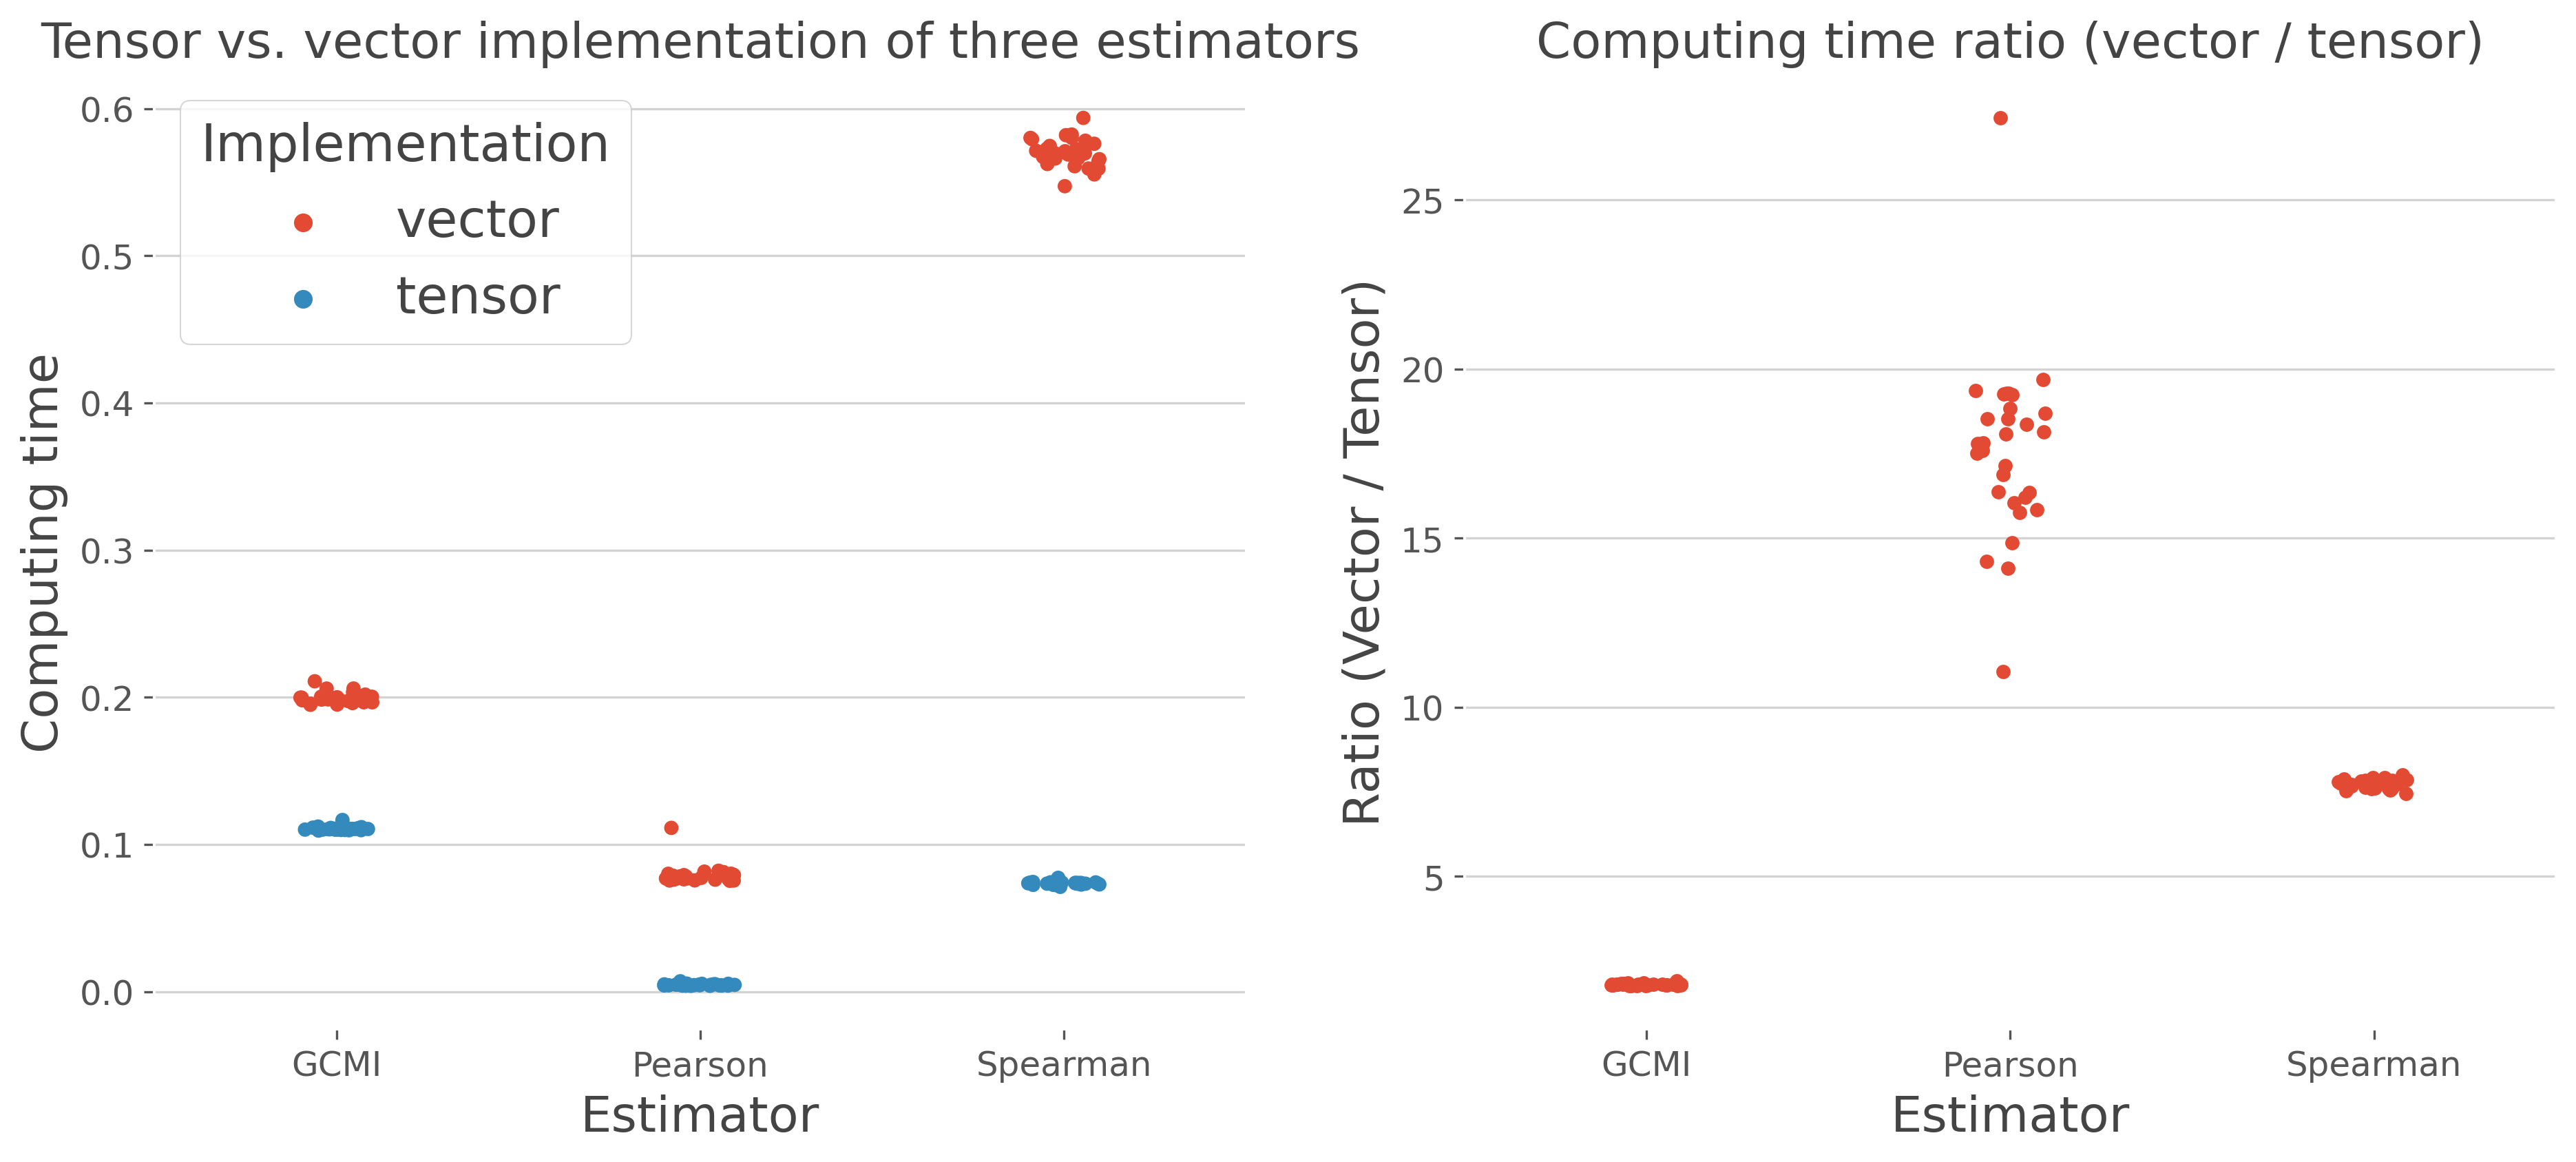 Tensor vs. vector implementation of three estimators
Implementation
vector
tensor
Computing time
0.6
0.5
0.4
0.3
0.2
0.1
0.0
GCMI
Pearson
Spearman
Estimator
Computing time ratio (vector / tensor)
Ratio (Vector / Tensor)
25
20
15
10
5
GCMI
Pearson
Spearman
Estimator